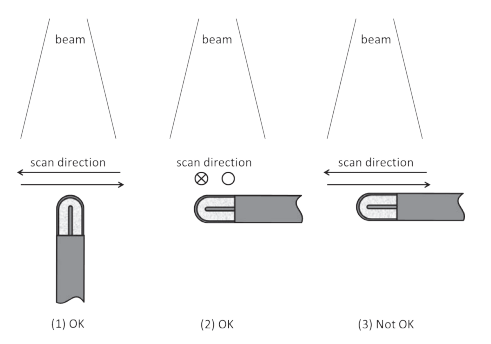 beam
beam
beam
scan direction
scan direction
scan direction
(1) OK
(2) OK
(3) Not OK